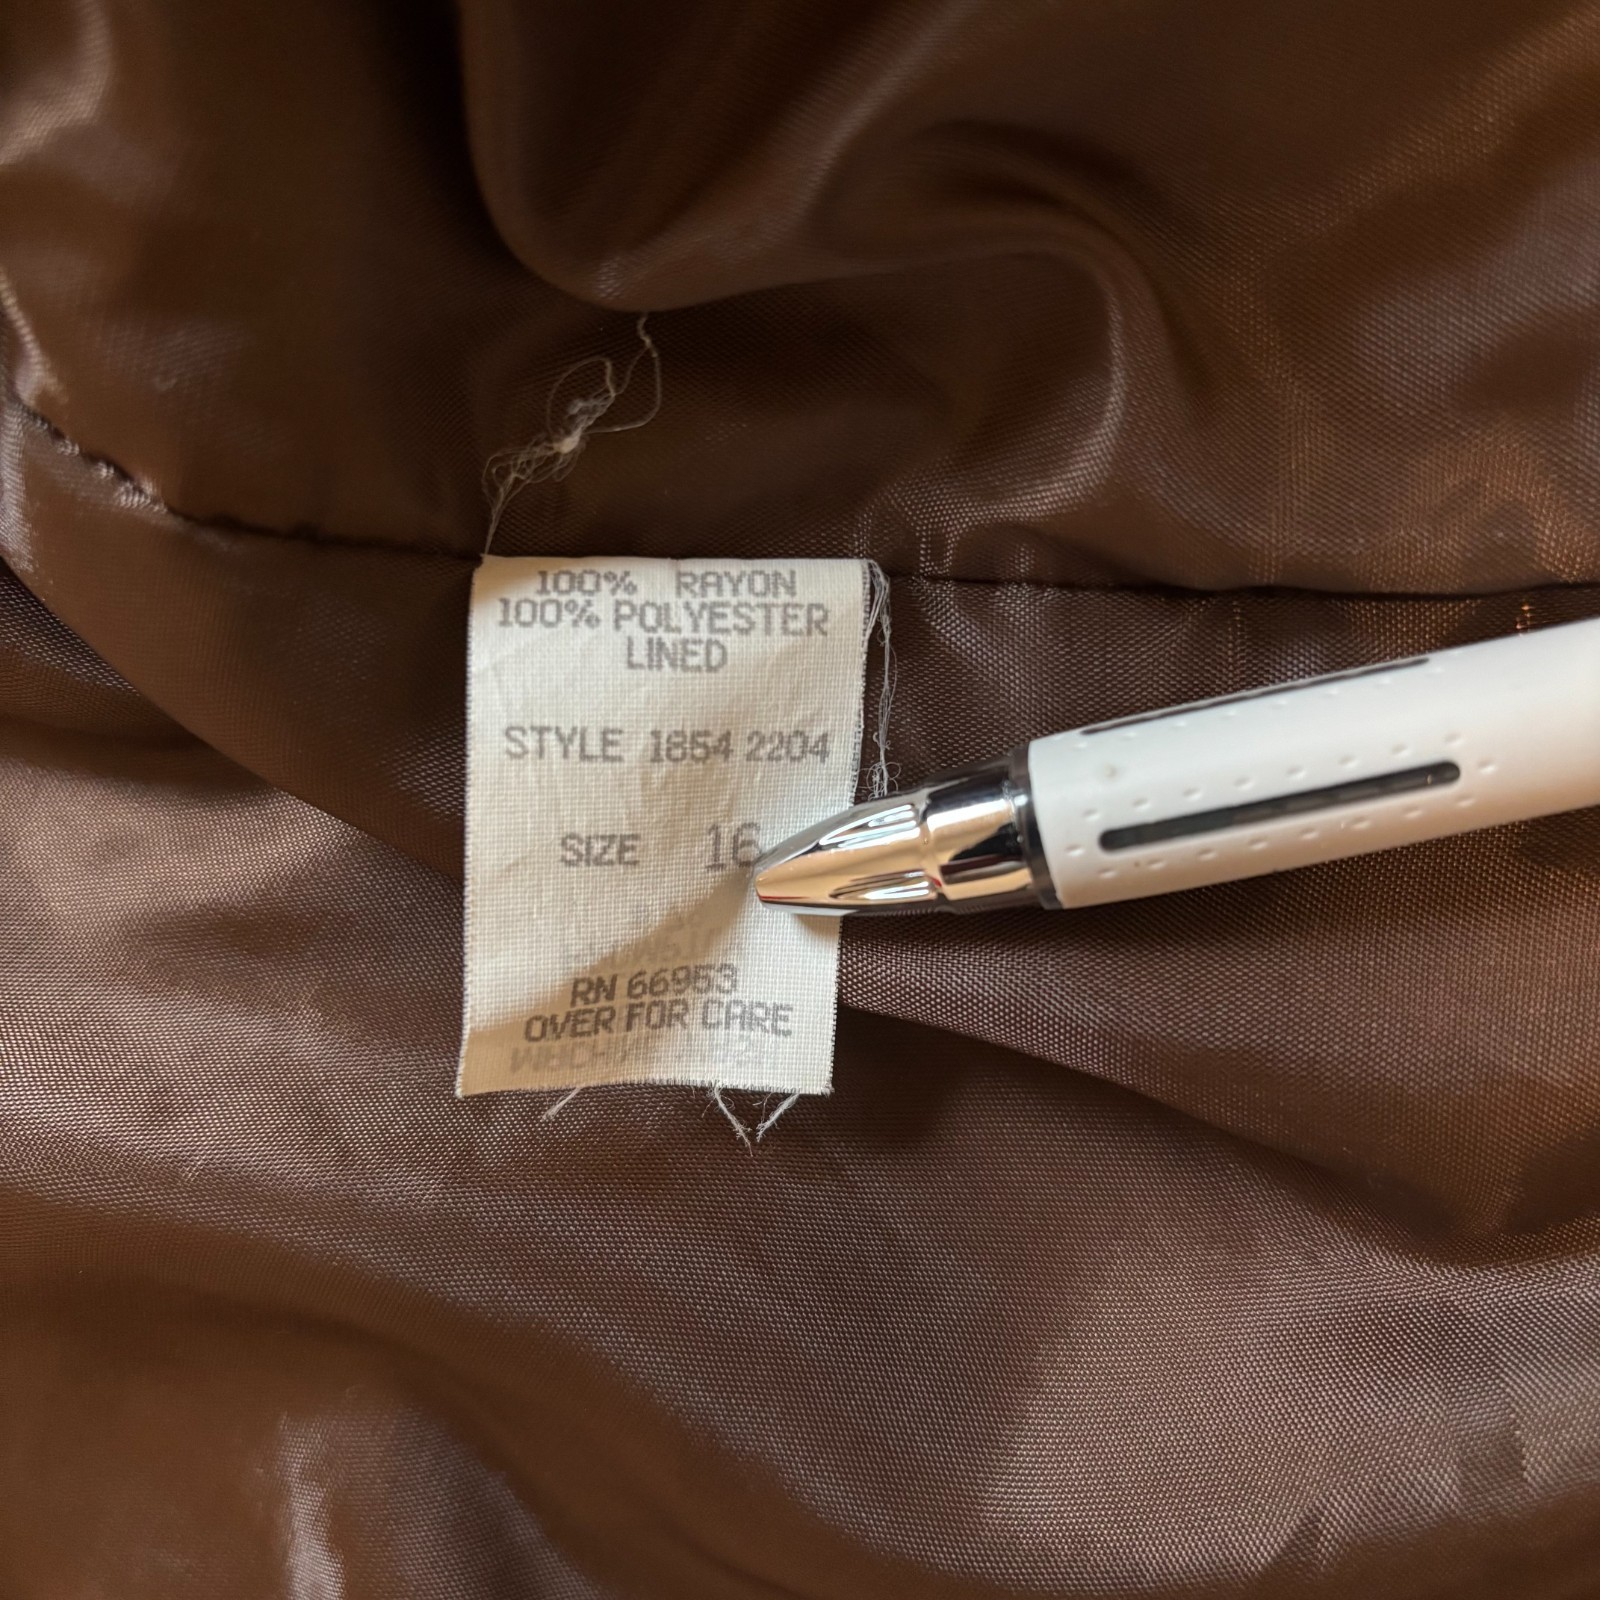 100% RAYON
100% POLYESTER
LINED
STYLE 1854 2204
SIZE 16
RN 66953
OVER FOR CARE